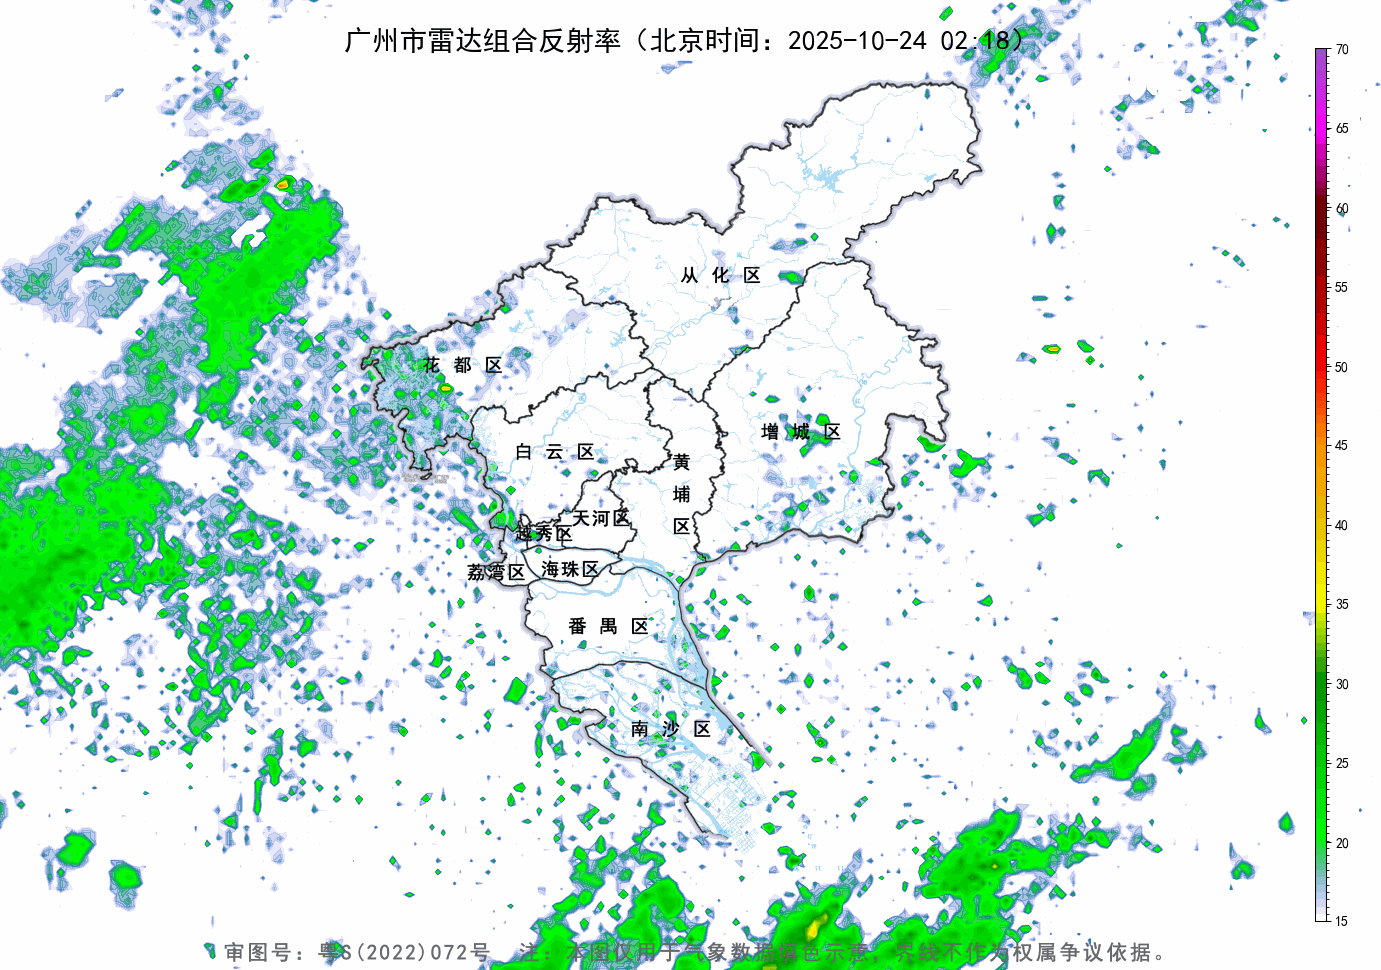 广州市雷达组合反射率（北京时间：2025-10-24 02:18）
70
65
60
55
50
45
40
35
30
25
20
15
从化区
花都区
增城区
白云区
黄埔区
天河区
越秀区
荔湾区
海珠区
番禺区
南沙区
审图号：粤S(2022)072号 注：本图仅用于气象数据填色示意，界线不作为权属争议依据。